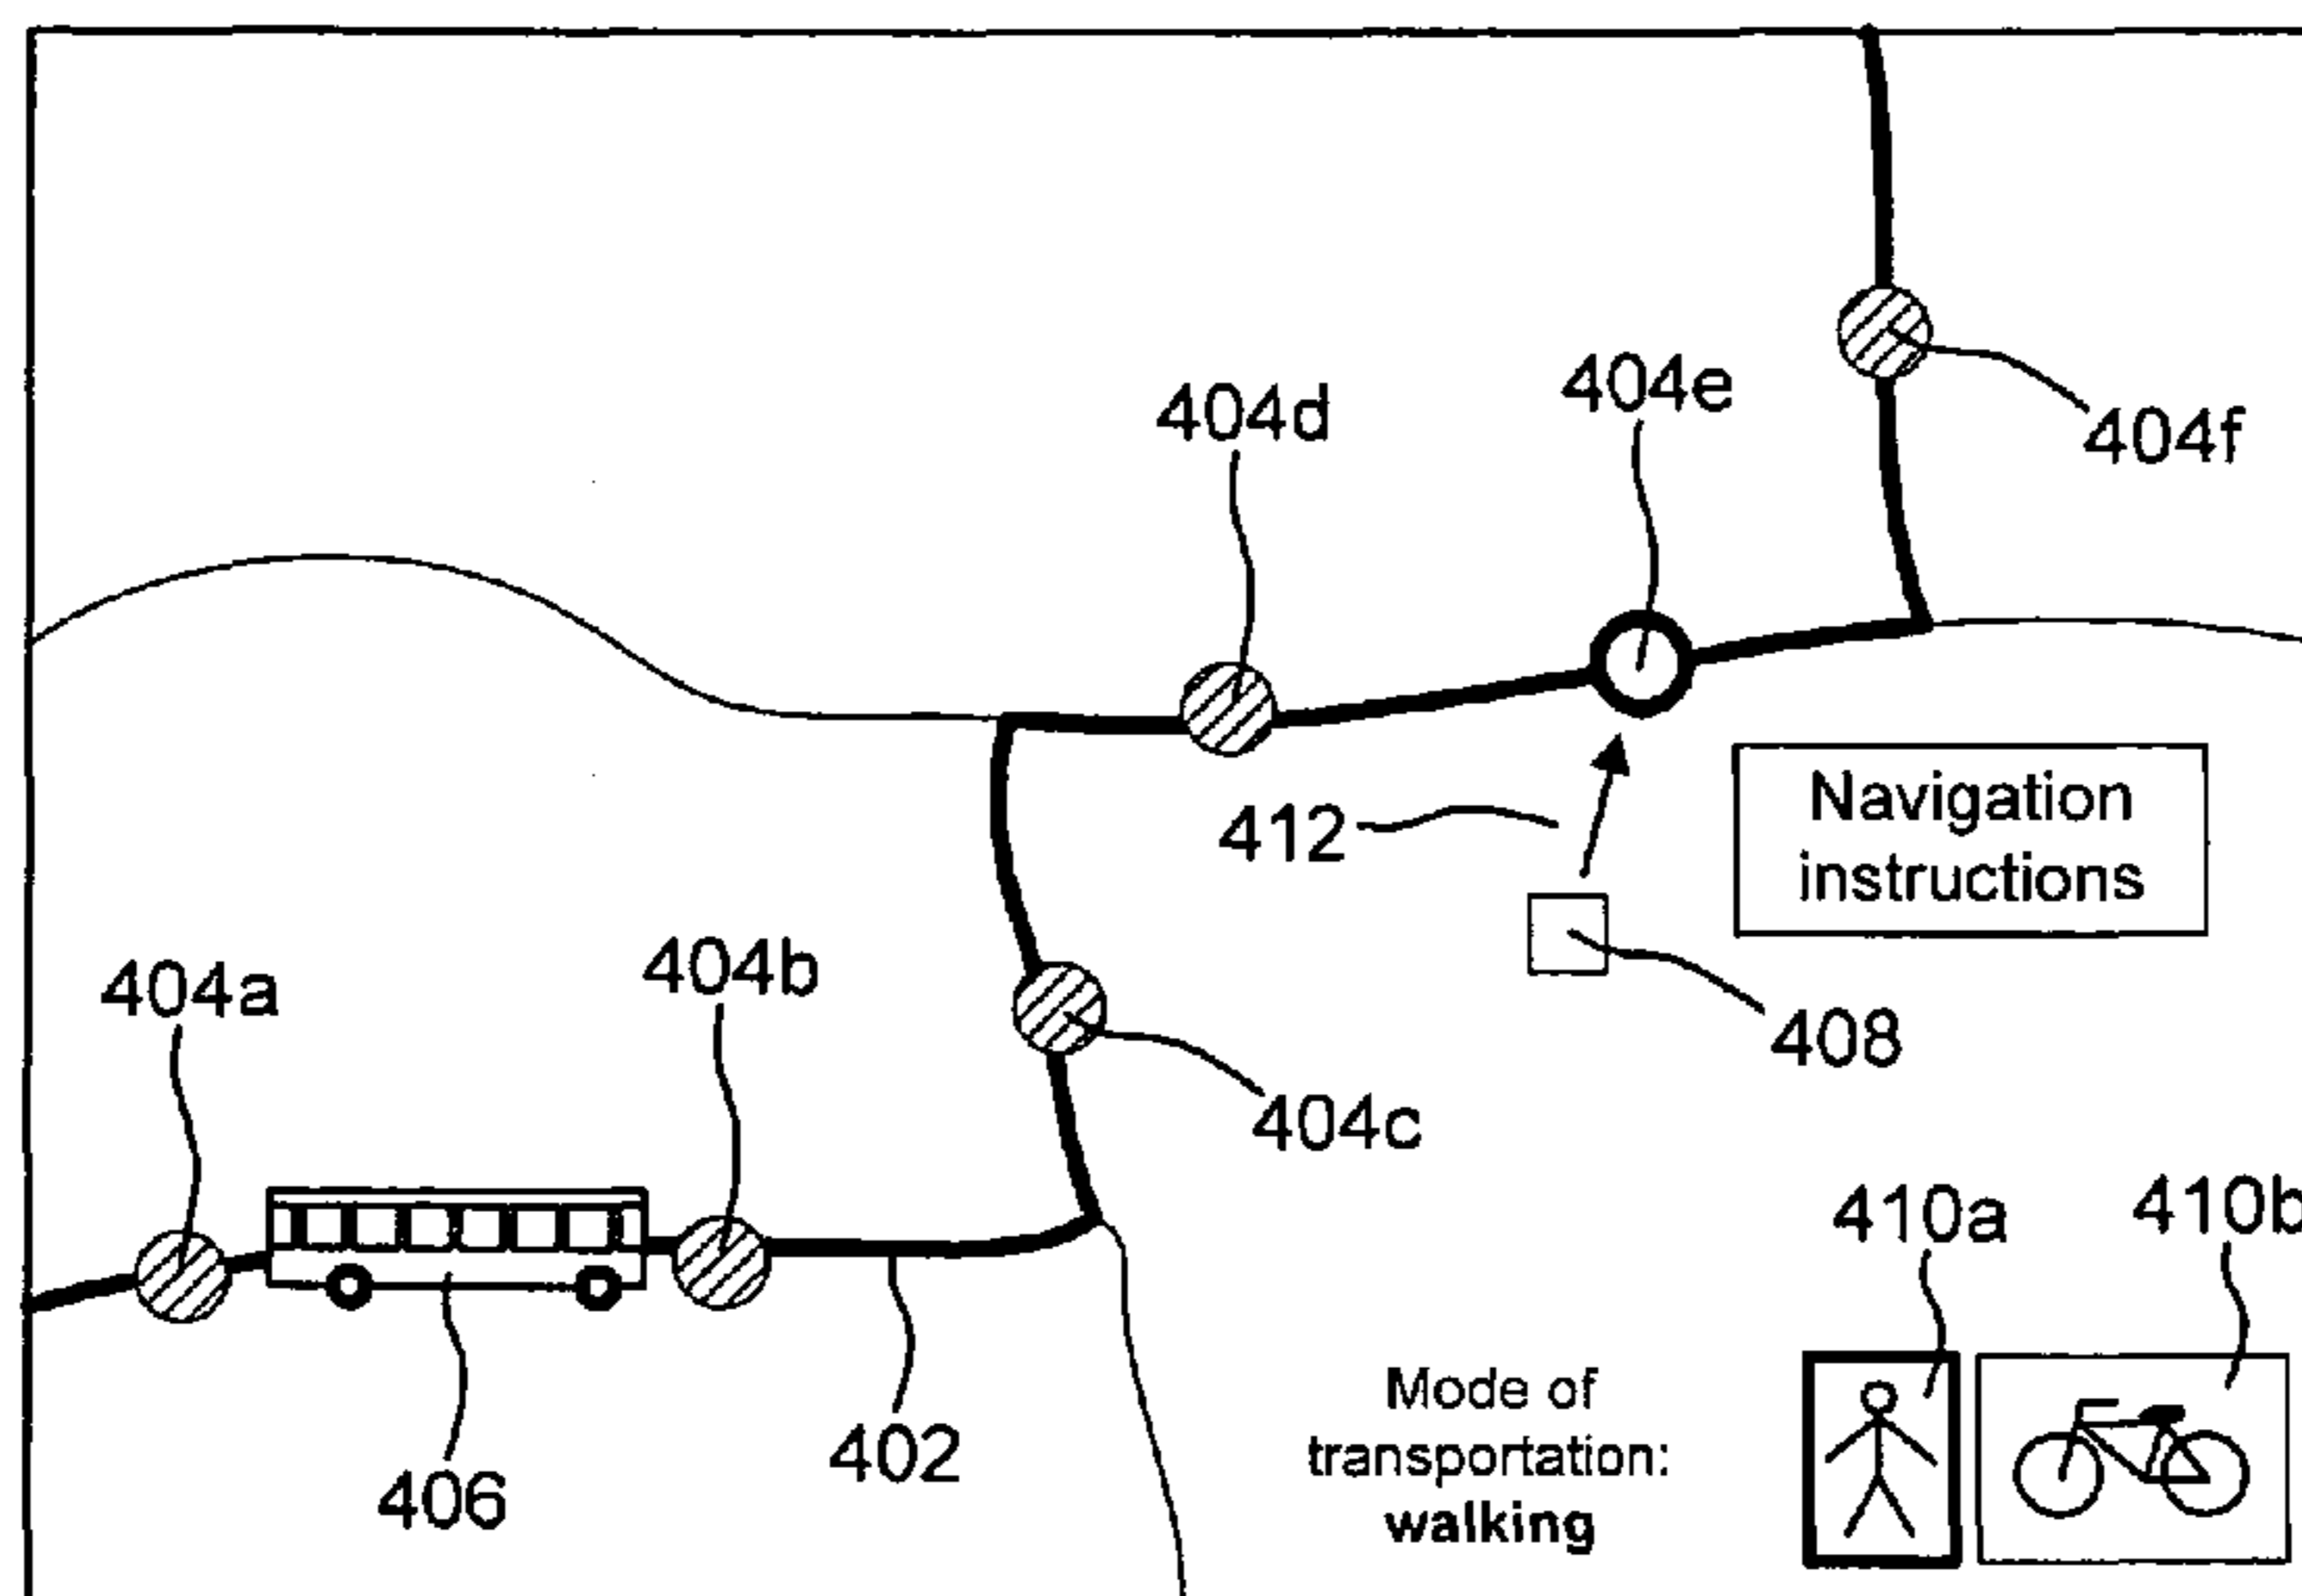 404e
404d
404f
Navigation
instructions
412
404b
404a
408
404c
410b
410a
Mode of
transportation:
walking
402
406